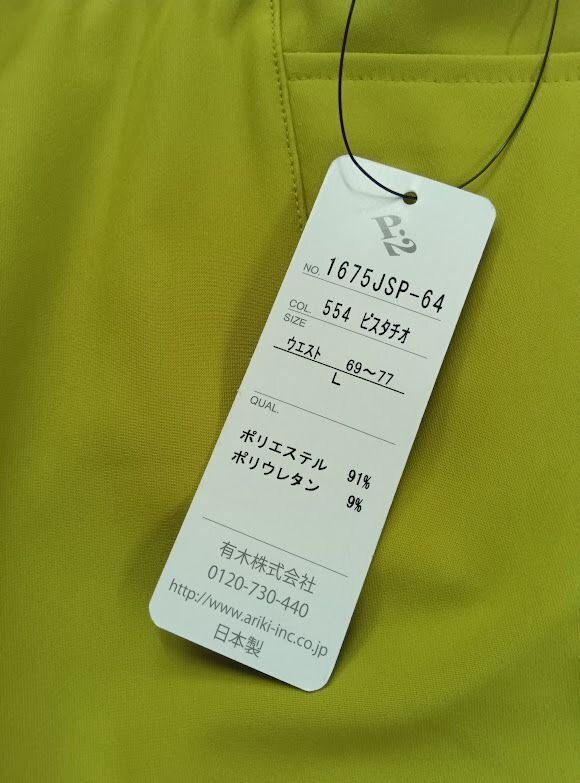 P.2
NO. 1675JSP-64
COL. 554 ピスタチオ
SIZE
ウエスト 69〜77
L
QUAL.
ポリエステル 91%
ポリウレタン 9%
有木株式会社
0120-730-440
http://www.ariki-inc.co.jp
日本製